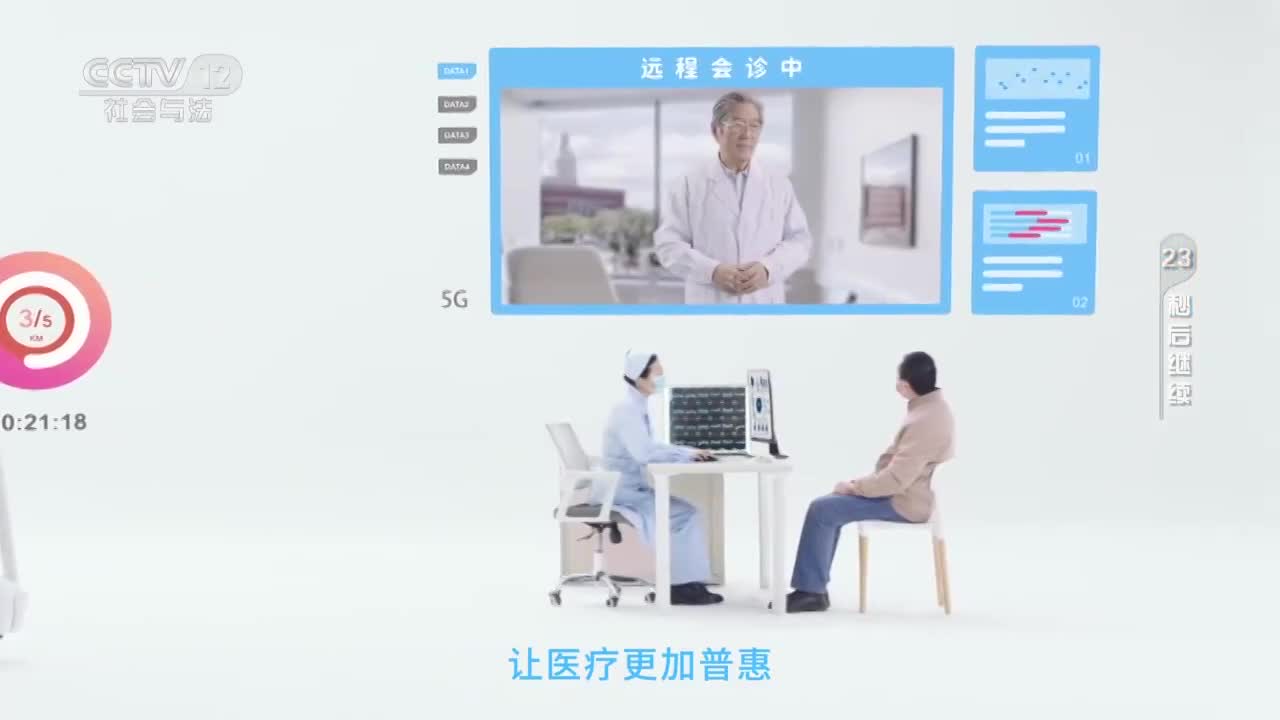 CCTV 12
社会与法
远程会诊中
DATA1
DATA2
DATA3
DATA4
5G
01
02
3/5
KM
0:21:18
23
秒后继续
让医疗更加普惠